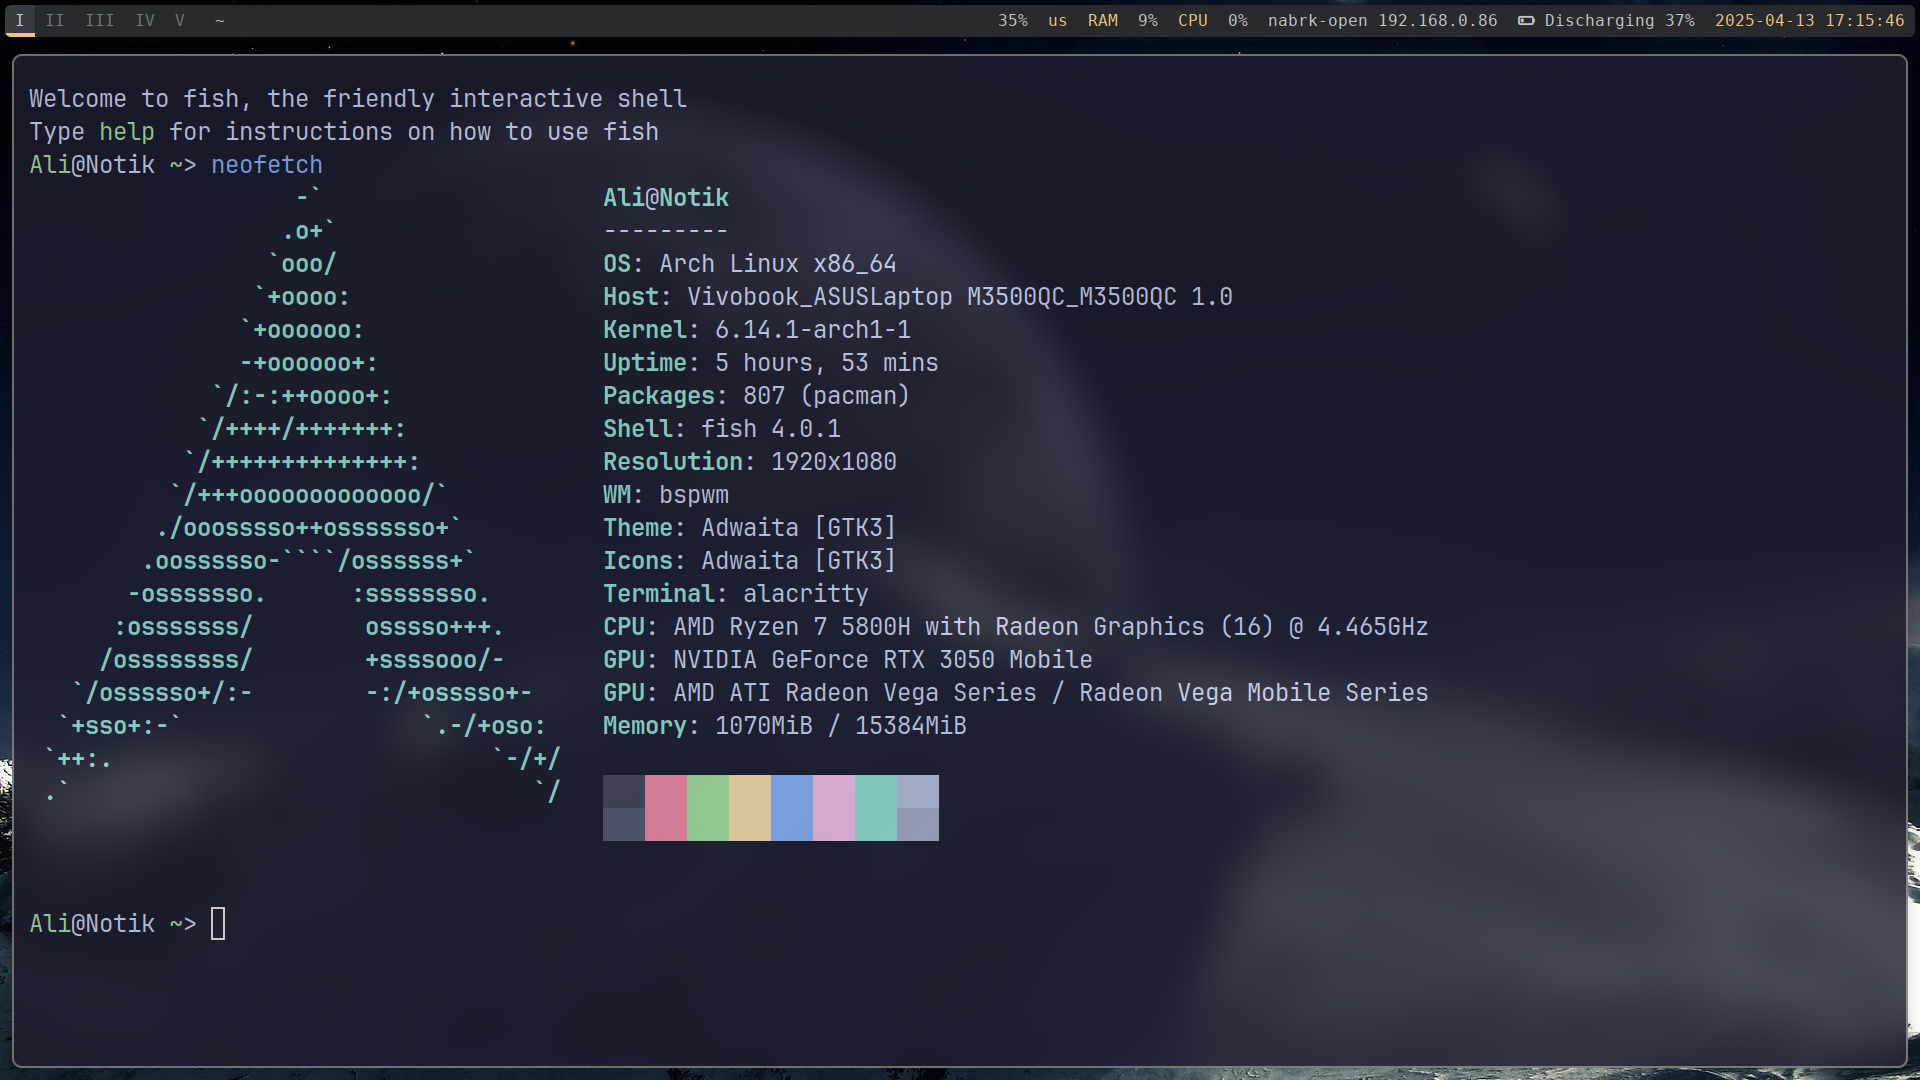 I II III IV V ~ 35% us RAM 9% CPU 0% nabrk-open 192.168.0.86 Discharging 37% 2025-04-13 17:15:46
Welcome to fish, the friendly interactive shell
Type help for instructions on how to use fish
Ali@Notik ~> neofetch
                   -`                    Ali@Notik
                  .o+`                   ---------
                 `ooo/                   OS: Arch Linux x86_64
                `+oooo:                  Host: Vivobook_ASUSLaptop M3500QC_M3500QC 1.0
               `+oooooo:                 Kernel: 6.14.1-arch1-1
               -+oooooo+:                Uptime: 5 hours, 53 mins
             `/:-:++oooo+:               Packages: 807 (pacman)
            `/++++/+++++++:              Shell: fish 4.0.1
           `/++++++++++++++:             Resolution: 1920x1080
          `/+++ooooooooooooo/`           WM: bspwm
         ./ooosssso++osssssso+`          Theme: Adwaita [GTK3]
        .oossssso-````/ossssss+`         Icons: Adwaita [GTK3]
       -osssssso.      :ssssssso.        Terminal: alacritty
      :osssssss/        osssso+++.       CPU: AMD Ryzen 7 5800H with Radeon Graphics (16) @ 4.465GHz
     /ossssssss/        +ssssooo/-       GPU: NVIDIA GeForce RTX 3050 Mobile
   `/ossssso+/:-        -:/+osssso+-     GPU: AMD ATI Radeon Vega Series / Radeon Vega Mobile Series
  `+sso+:-`                 `.-/+oso:    Memory: 1070MiB / 15384MiB
 `++:.                           `-/+/
 .`                                 `/
Ali@Notik ~>